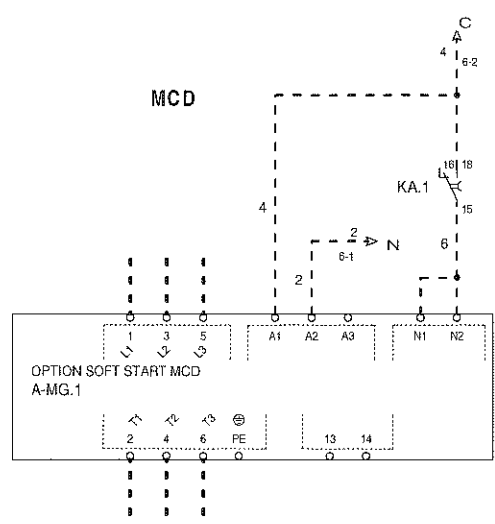 C
4
6-2
MCD
16 18
KA.1
15
4
2
N
6-1
6
2
1 3 5 A1 A2 A3 N1 N2
L1 L2 L3
OPTION SOFT START MCD
A-MG.1
T1 T2 T3
2 4 6 PE 13 14